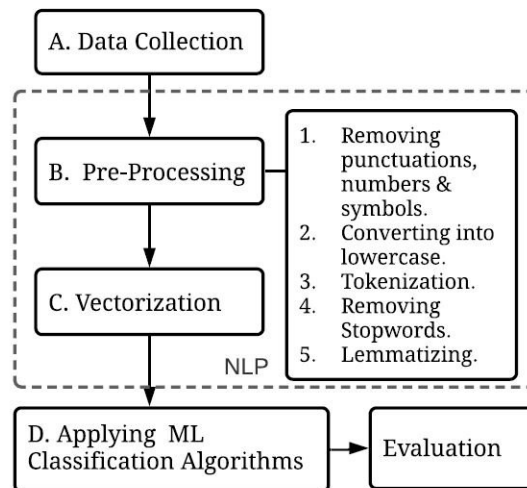 A. Data Collection
B. Pre-Processing
1. Removing
punctuations,
numbers &
symbols.
2. Converting into
lowercase.
3. Tokenization.
4. Removing
Stopwords.
5. Lemmatizing.
C. Vectorization
NLP
D. Applying ML
Classification Algorithms
Evaluation